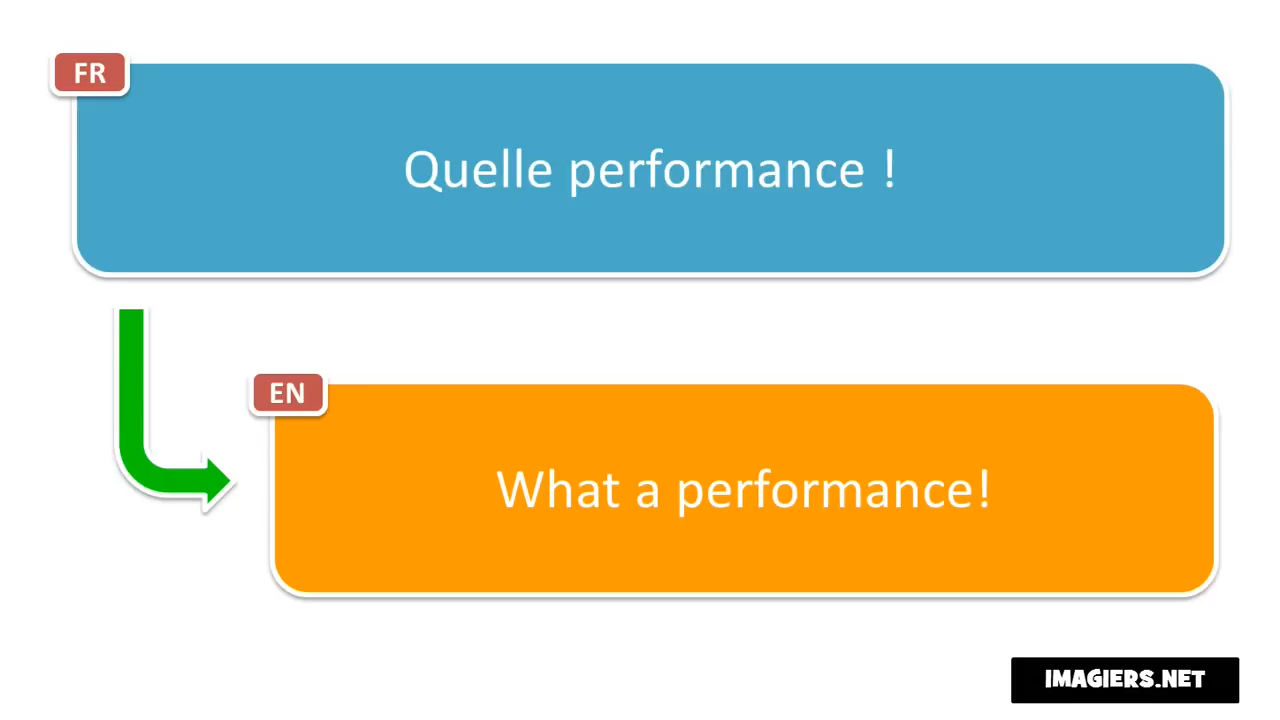 FR
Quelle performance !
EN
What a performance!
IMAGIERS.NET